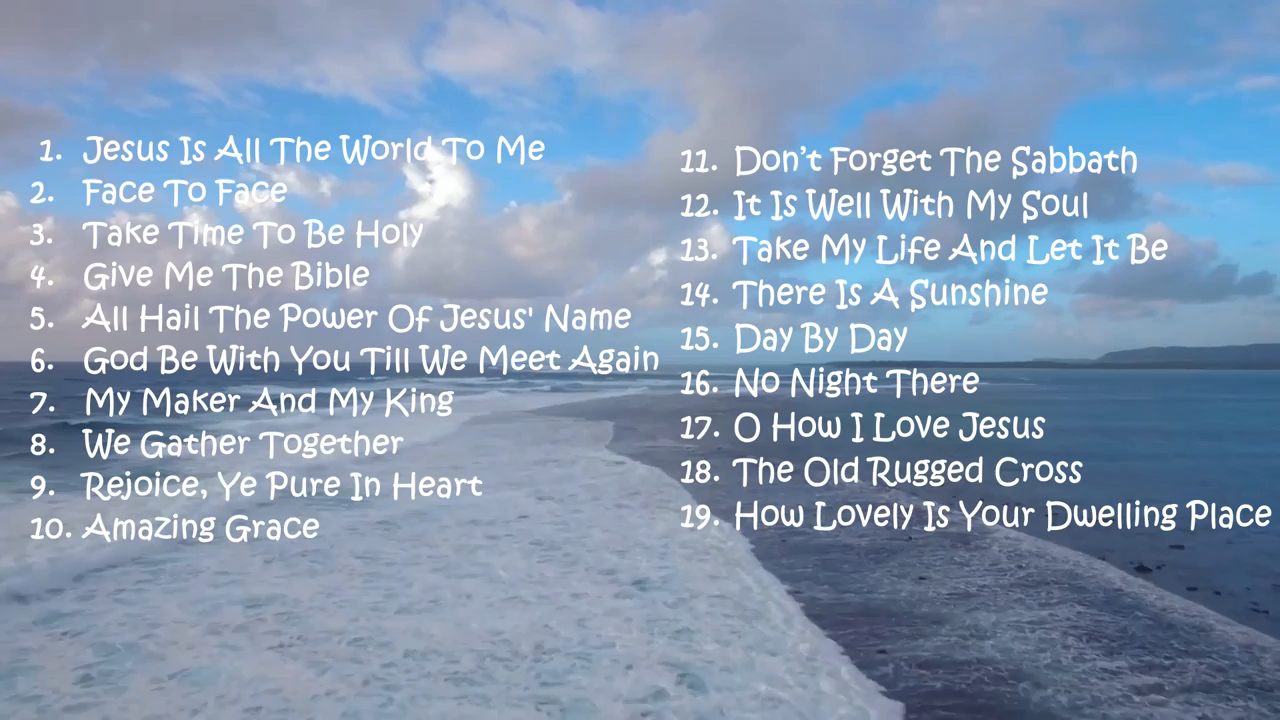 1. Jesus Is All The World To Me
2. Face To Face
3. Take Time To Be Holy
4. Give Me The Bible
5. All Hail The Power Of Jesus' Name
6. God Be With You Till We Meet Again
7. My Maker And My King
8. We Gather Together
9. Rejoice, Ye Pure In Heart
10. Amazing Grace
11. Don't Forget The Sabbath
12. It Is Well With My Soul
13. Take My Life And Let It Be
14. There Is A Sunshine
15. Day By Day
16. No Night There
17. O How I Love Jesus
18. The Old Rugged Cross
19. How Lovely Is Your Dwelling Place